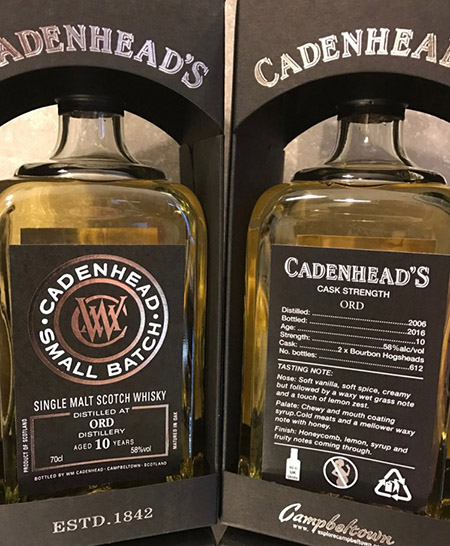 CADENHEAD'S
CADENHEAD
WC
SMALL BATCH
SINGLE MALT SCOTCH WHISKY
DISTILLED AT
ORD
DISTILLERY
AGED 10 YEARS
70cl
58%vol
PRODUCT OF SCOTLAND
MATURED IN OAK
BOTTLED BY WM CADENHEAD - CAMPBELTOWN - SCOTLAND
ESTD.1842
CADENHEAD'S
CADENHEAD'S
CASK STRENGTH
ORD
Distilled: 2006
Bottled: 2016
Age: 10
Strength: 58%alc/vol
Cask: 2 x Bourbon Hogsheads
No. bottles: 612
TASTING NOTE:
Nose: Soft vanilla, soft spice, creamy
but followed by a waxy wet grass note
and a touch of lemon zest.
Palate: Chewy and mouth coating
syrup.Cold meats and a mellower waxy
note with honey.
Finish: Honeycomb, lemon, syrup and
fruity notes coming through.
Campbeltown
explorecampbeltown